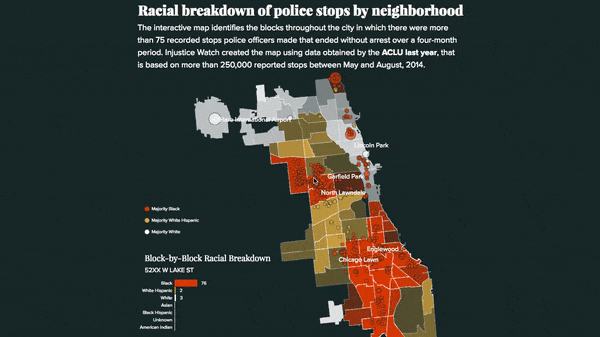 Racial breakdown of police stops by neighborhood
The interactive map identifies the blocks throughout the city in which there were more
than 75 recorded stops police officers made that ended without arrest over a four-month
period. Injustice Watch created the map using data obtained by the ACLU last year, that
is based on more than 250,000 reported stops between May and August, 2014.
International Airport
Lincoln Park
Garfield Park
North Lawndale
Majority Black
Majority White Hispanic
Majority White
Englewood
Chicago Lawn
Block-by-Block Racial Breakdown
52XX W LAKE ST
Black 76
White Hispanic 2
White 3
Asian
Black Hispanic
Unknown
American Indian